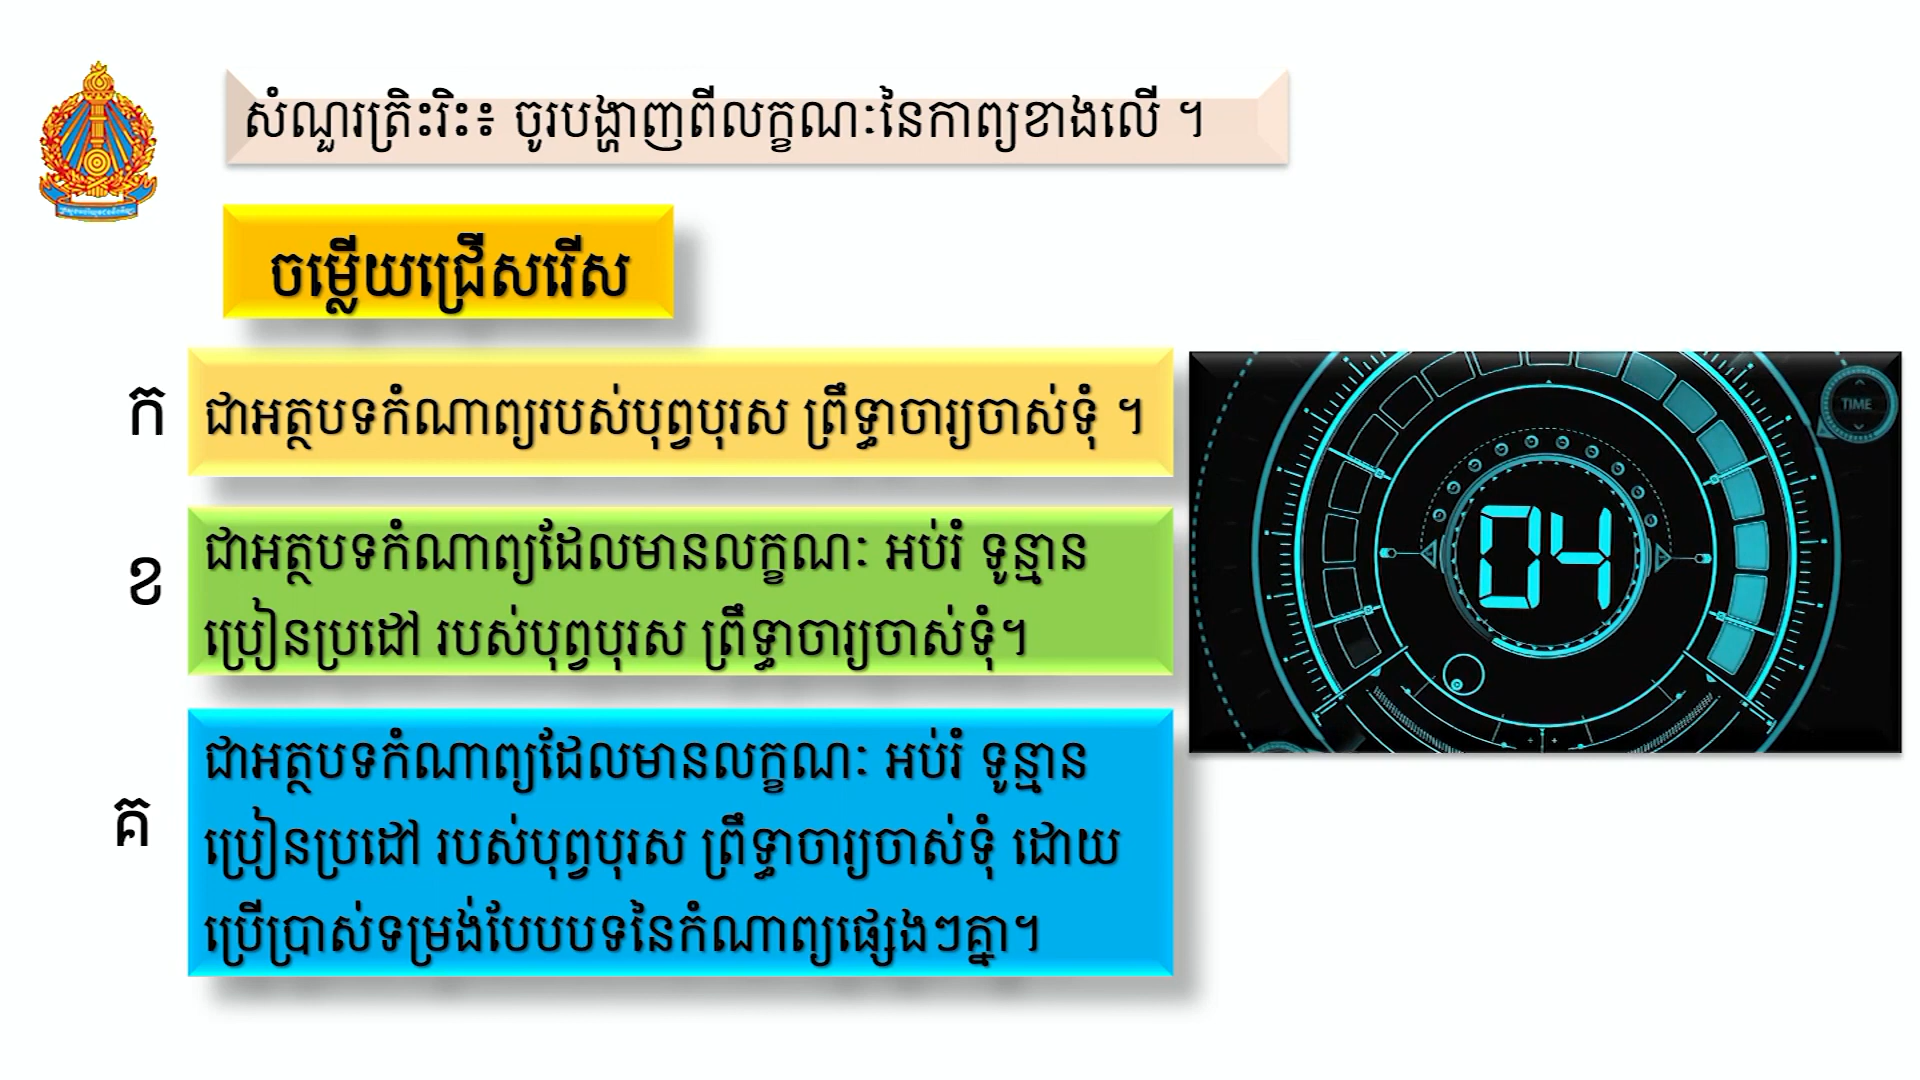 សំណួរត្រិះរិះ៖ ចូរបង្ហាញពីលក្ខណៈនៃកាព្យខាងលើ ។
ចម្លើយជ្រើសរើស
ក
ជាអត្ថបទកំណាព្យរបស់បុព្វបុរស ព្រឹទ្ធាចារ្យចាស់ទុំ ។
ខ
ជាអត្ថបទកំណាព្យដែលមានលក្ខណៈ អប់រំ ទូន្មាន
ប្រៀនប្រដៅ របស់បុព្វបុរស ព្រឹទ្ធាចារ្យចាស់ទុំ។
គ
ជាអត្ថបទកំណាព្យដែលមានលក្ខណៈ អប់រំ ទូន្មាន
ប្រៀនប្រដៅ របស់បុព្វបុរស ព្រឹទ្ធាចារ្យចាស់ទុំ ដោយ
ប្រើប្រាស់ទម្រង់បែបបទនៃកំណាព្យផ្សេងៗគ្នា។
TIME
04